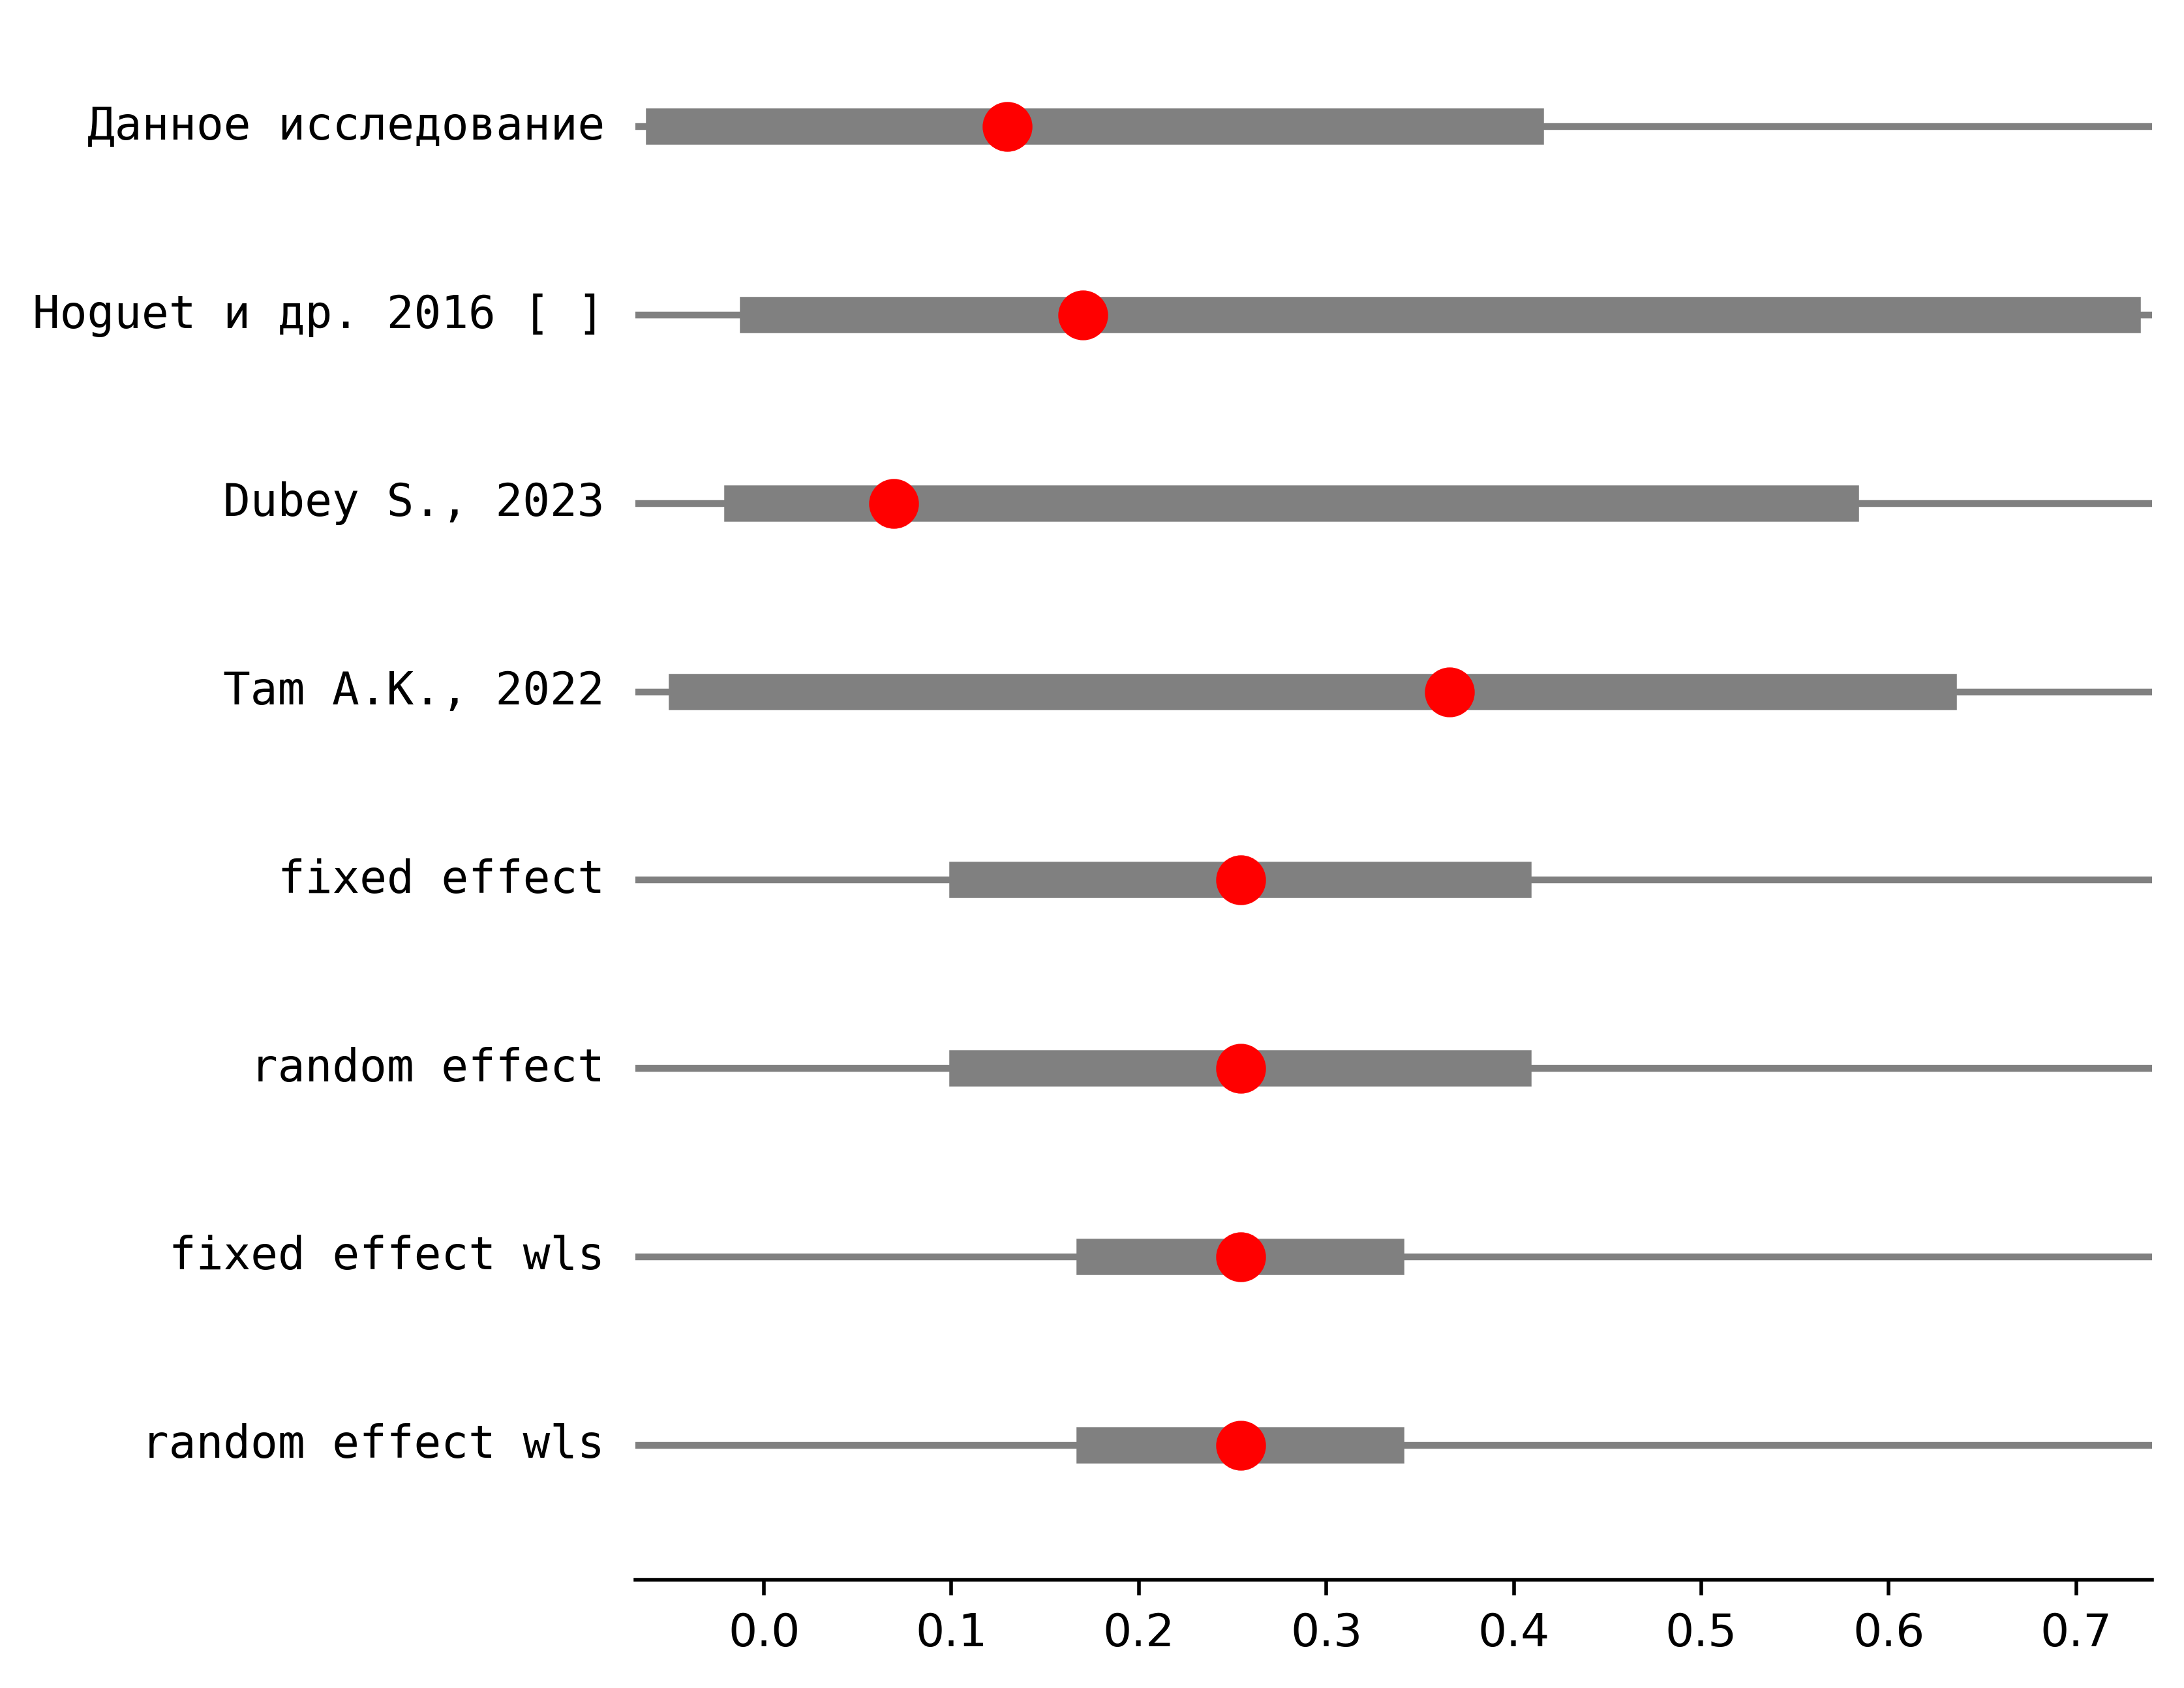 Данное исследование
Hoguet и др. 2016 [ ]
Dubey S., 2023
Tam A.K., 2022
fixed effect
random effect
fixed effect wls
random effect wls
0.0 0.1 0.2 0.3 0.4 0.5 0.6 0.7